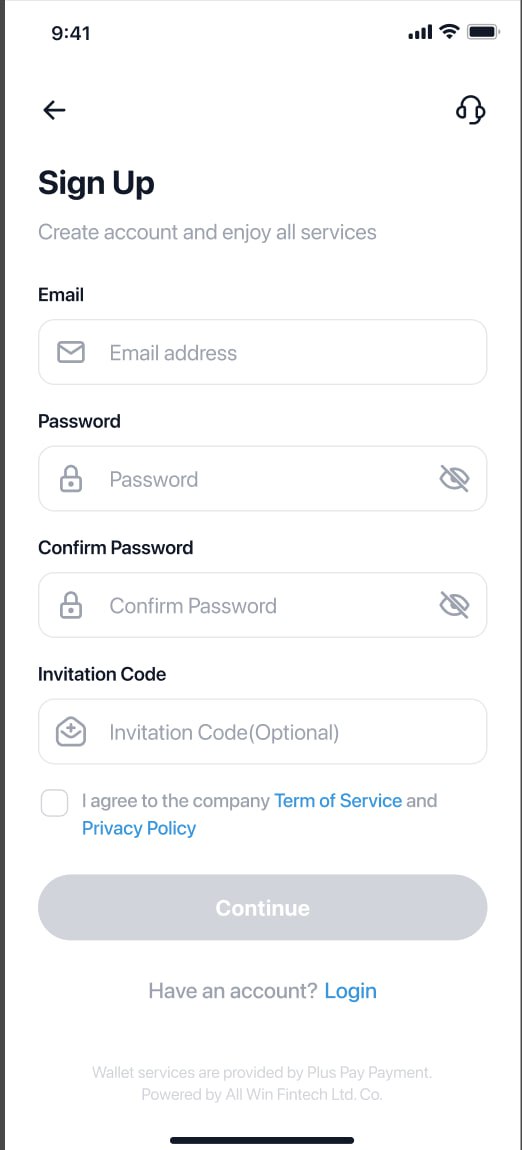 9:41
Sign Up
Create account and enjoy all services
Email
Email address
Password
Password
Confirm Password
Confirm Password
Invitation Code
Invitation Code(Optional)
I agree to the company Term of Service and
Privacy Policy
Continue
Have an account? Login
Wallet services are provided by Plus Pay Payment.
Powered by All Win Fintech Ltd. Co.